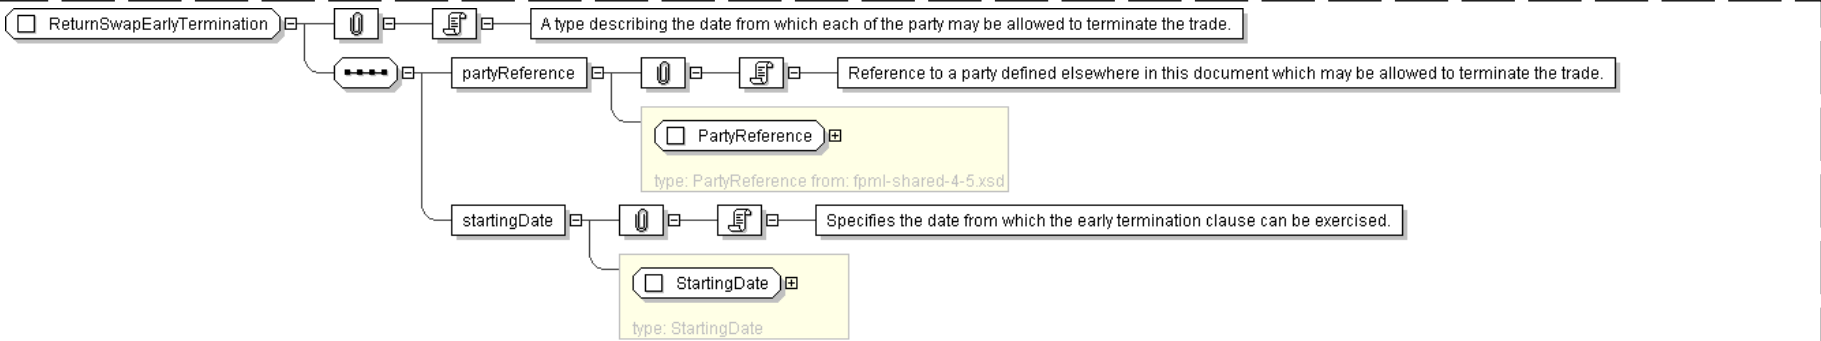 ReturnSwapEarlyTermination
A type describing the date from which each of the party may be allowed to terminate the trade.
partyReference
Reference to a party defined elsewhere in this document which may be allowed to terminate the trade.
PartyReference
type: PartyReference from: fpml-shared-4-5.xsd
startingDate
Specifies the date from which the early termination clause can be exercised.
StartingDate
type: StartingDate